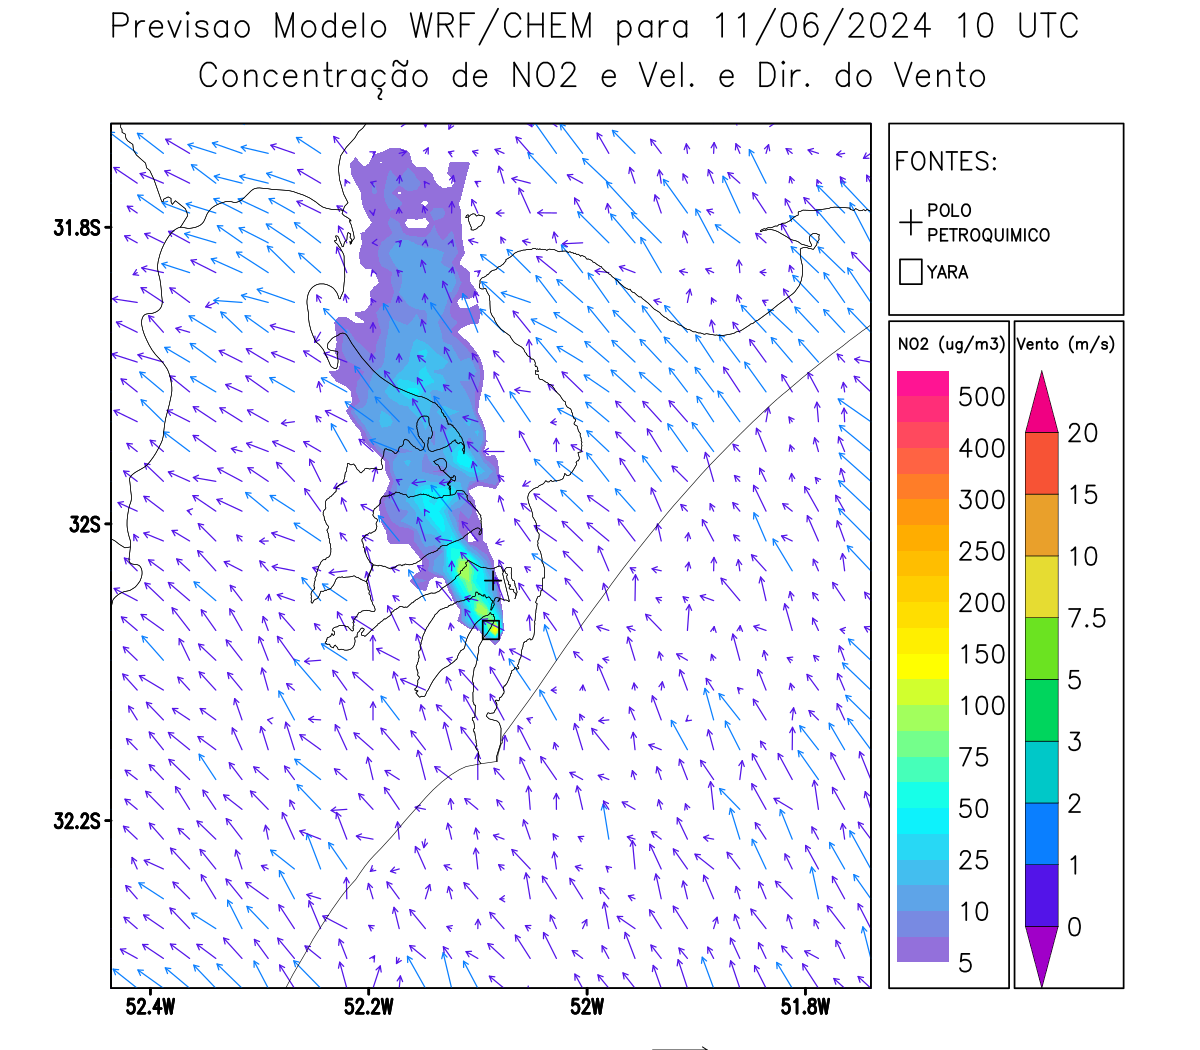 Previsao Modelo WRF/CHEM para 11/06/2024 10 UTC
Concentração de NO2 e Vel. e Dir. do Vento
FONTES:
POLO
PETROQUIMICO
YARA
NO2 (ug/m3)
500
400
300
250
200
150
100
75
50
25
10
5
Vento (m/s)
20
15
10
7.5
5
3
2
1
0
31.8S
32S
32.2S
52.4W
52.2W
52W
51.8W